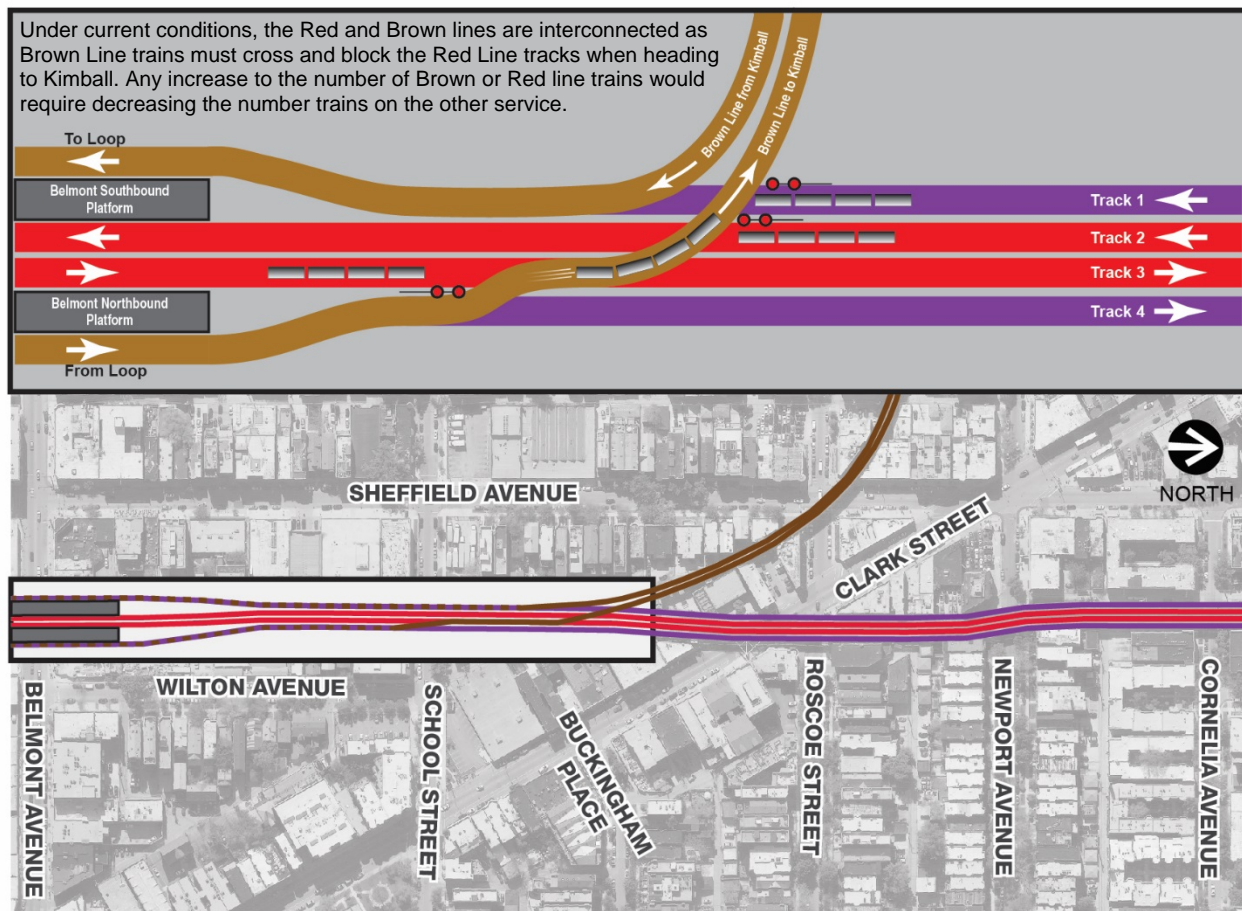 Under current conditions, the Red and Brown lines are interconnected as
Brown Line trains must cross and block the Red Line tracks when heading
to Kimball. Any increase to the number of Brown or Red line trains would
require decreasing the number trains on the other service.
Brown Line from Kimball
Brown Line to Kimball
To Loop
Belmont Southbound
Platform
Track 1
Track 2
Track 3
Belmont Northbound
Platform
Track 4
From Loop
NORTH
SHEFFIELD AVENUE
CLARK STREET
WILTON AVENUE
BELMONT AVENUE
SCHOOL STREET
BUCKINGHAM
PLACE
ROSCOE STREET
NEWPORT AVENUE
CORNELIA AVENUE